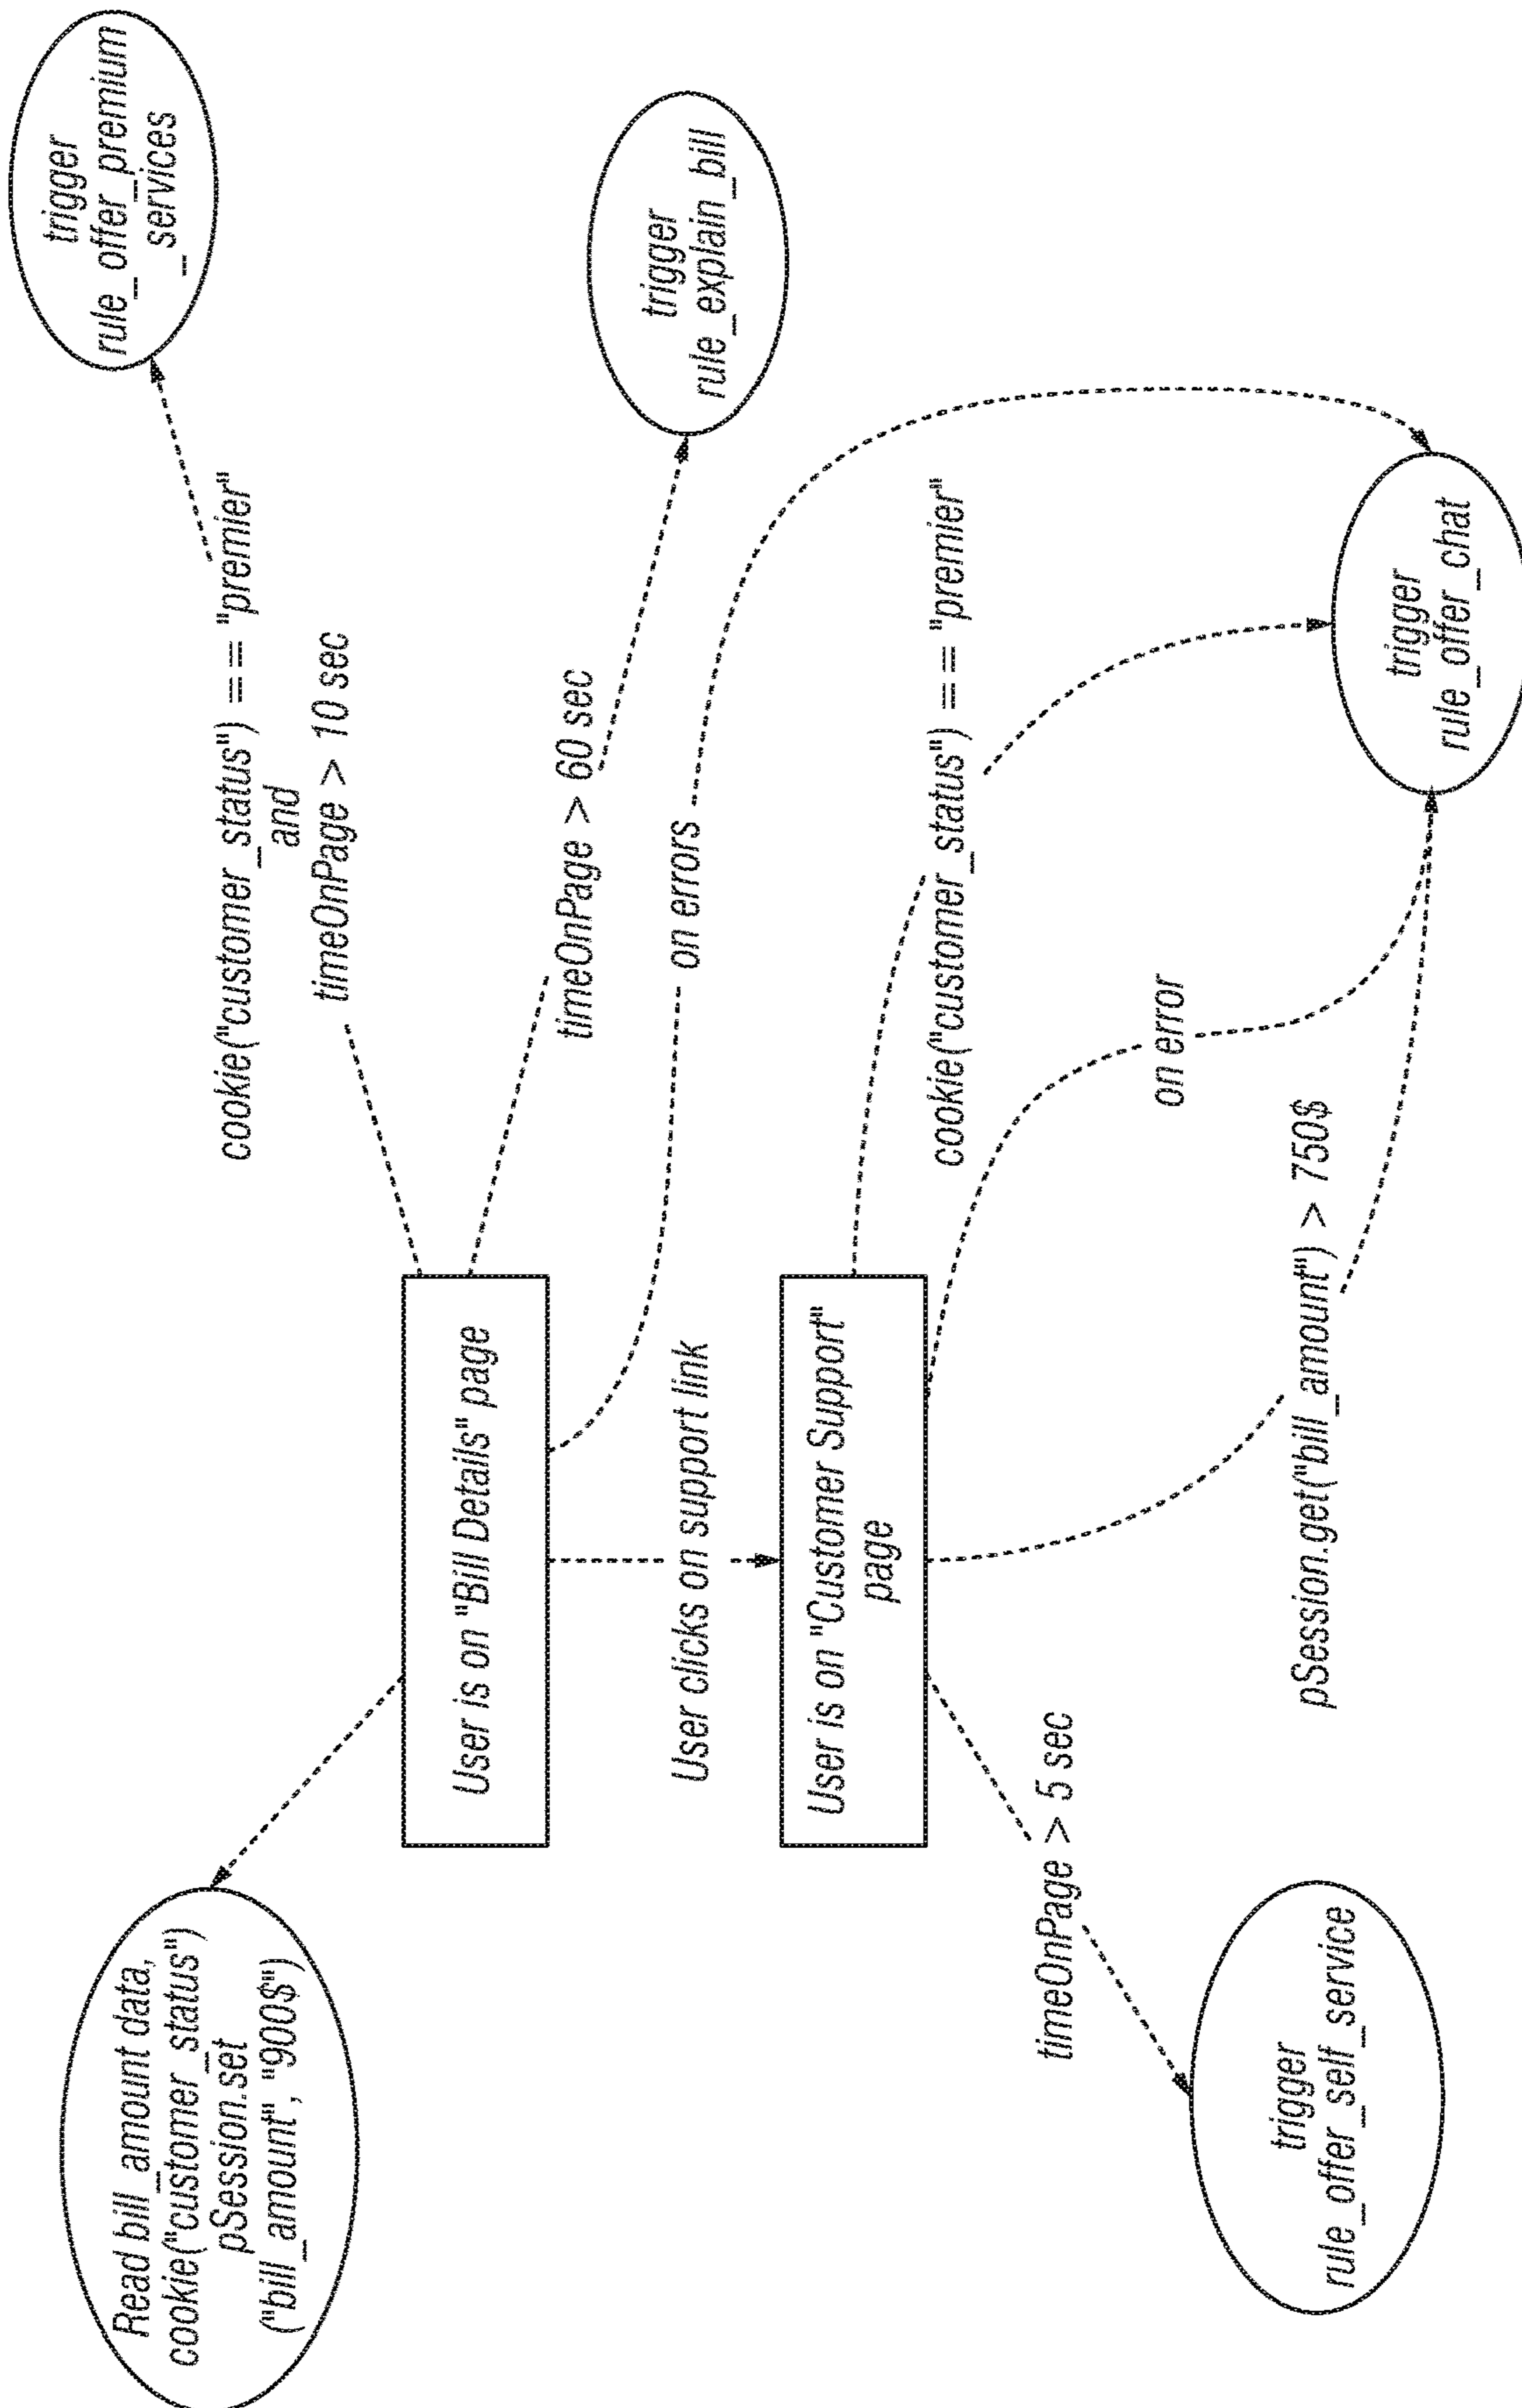 Read bill_amount data,
cookie("customer_status")
pSession.set
("bill_amount", "900$")
trigger
rule_offer_premium
_services
cookie("customer_status") == "premier"
and
timeOnPage > 10 sec
User is on "Bill Details" page
timeOnPage > 60 sec
trigger
rule_explain_bill
on errors
User clicks on support link
User is on "Customer Support"
page
cookie("customer_status") == "premier"
on error
timeOnPage > 5 sec
pSession.get("bill_amount") > 750$
trigger
rule_offer_self_service
trigger
rule_offer_chat